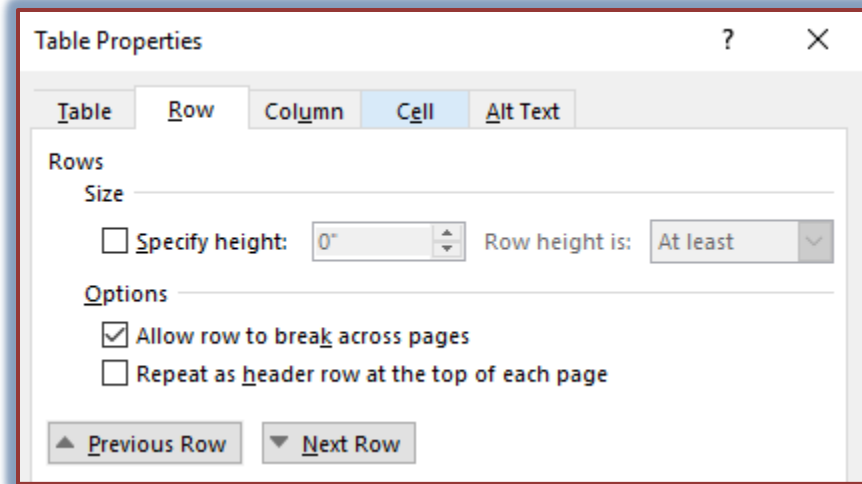 Table Properties ?
Table Row Column Cell Alt Text
Rows
Size
Specify height: 0" Row height is: At least
Options
Allow row to break across pages
Repeat as header row at the top of each page
Previous Row Next Row